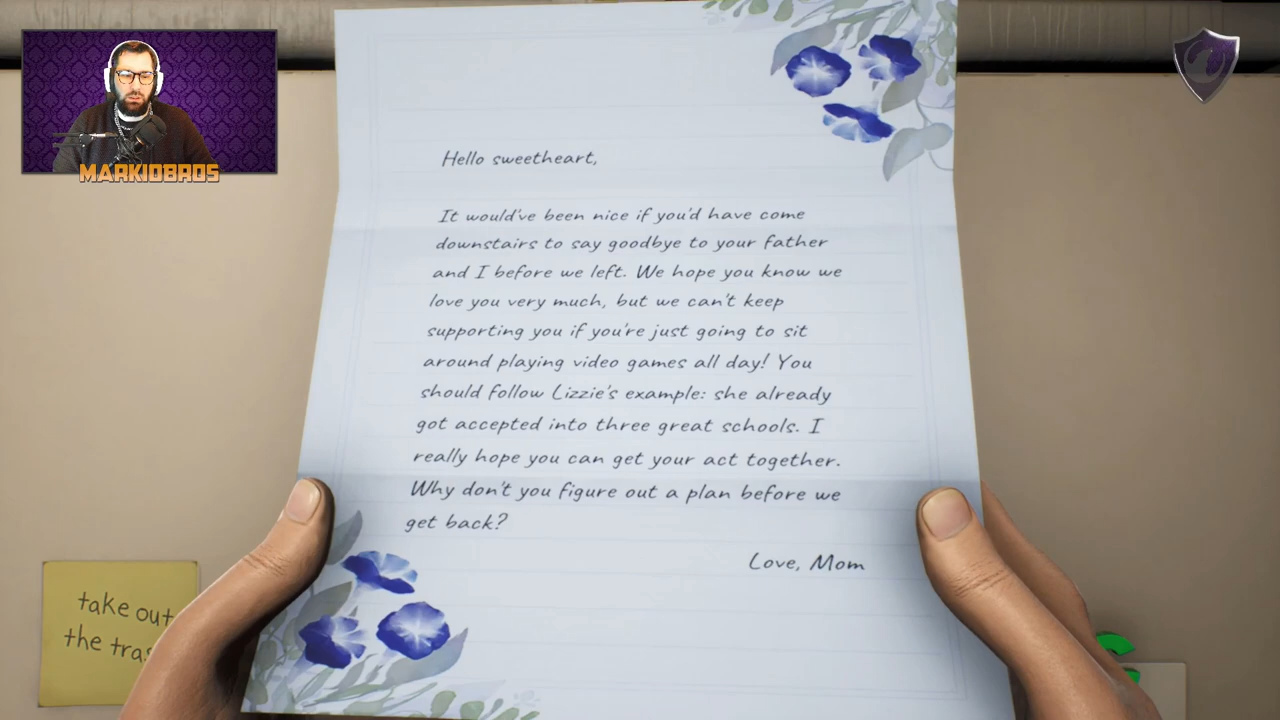 MARKIDBROS
Hello sweetheart,
It would've been nice if you'd have come
downstairs to say goodbye to your father
and I before we left. We hope you know we
love you very much, but we can't keep
supporting you if you're just going to sit
around playing video games all day! You
should follow Lizzie's example: she already
got accepted into three great schools. I
really hope you can get your act together.
Why don't you figure out a plan before we
get back?
Love, Mom
take out
the